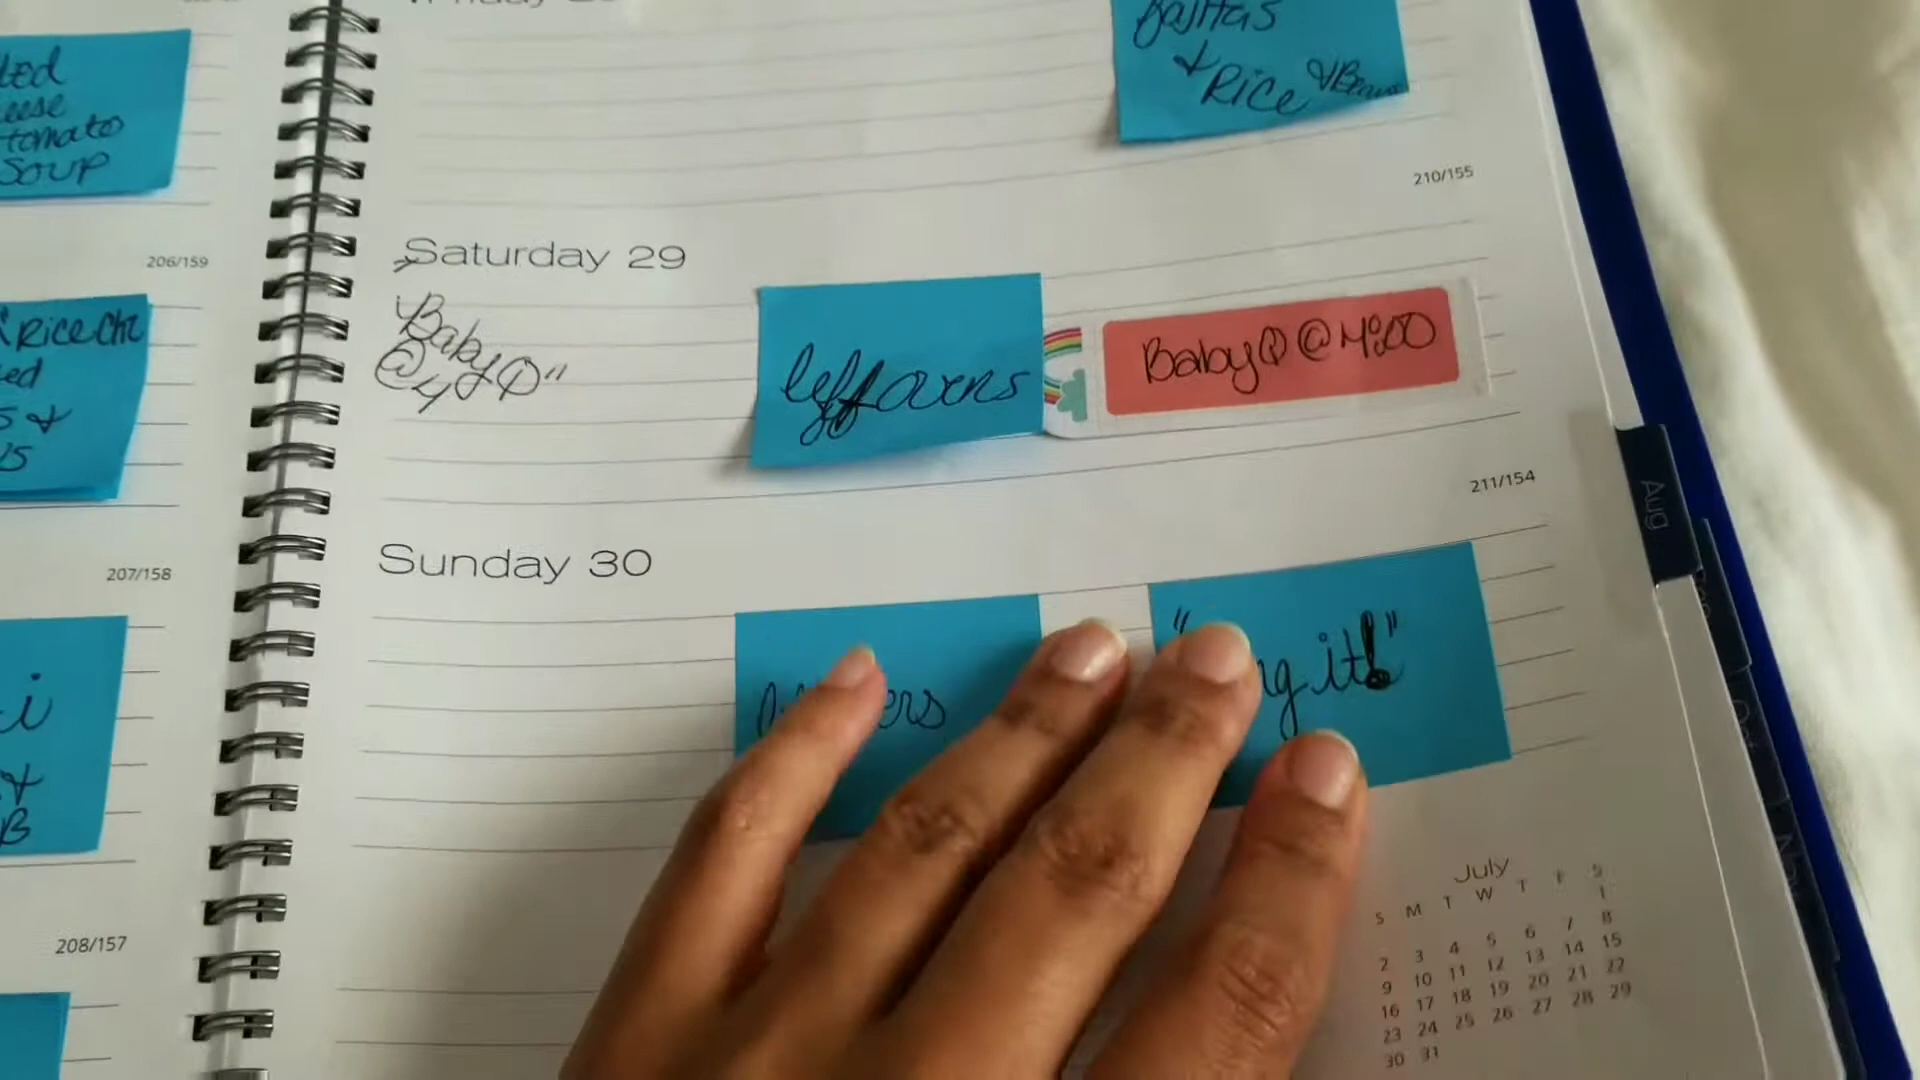 tomato
Soup
206/159
& Rice Chz
207/158
208/157
Fajitas
& Rice & Beans
210/155
Saturday 29
Baby Q"
@ 4
leftovers
Baby Q @ 4:00
211/154
Sunday 30
it!"
Aug
July
S M T W T F S
1
2 3 4 5 6 7 8
9 10 11 12 13 14 15
16 17 18 19 20 21 22
23 24 25 26 27 28 29
30 31